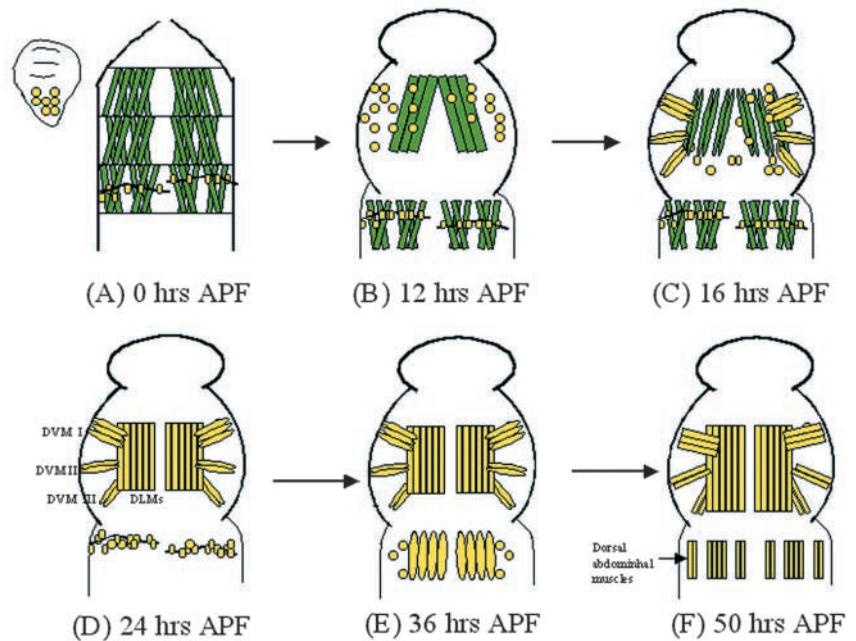 (A) 0 hrs APF
(B) 12 hrs APF
(C) 16 hrs APF
DVM I
DVM II
DVM III
DLMs
Dorsal
abdominhal
muscles
(D) 24 hrs APF
(E) 36 hrs APF
(F) 50 hrs APF